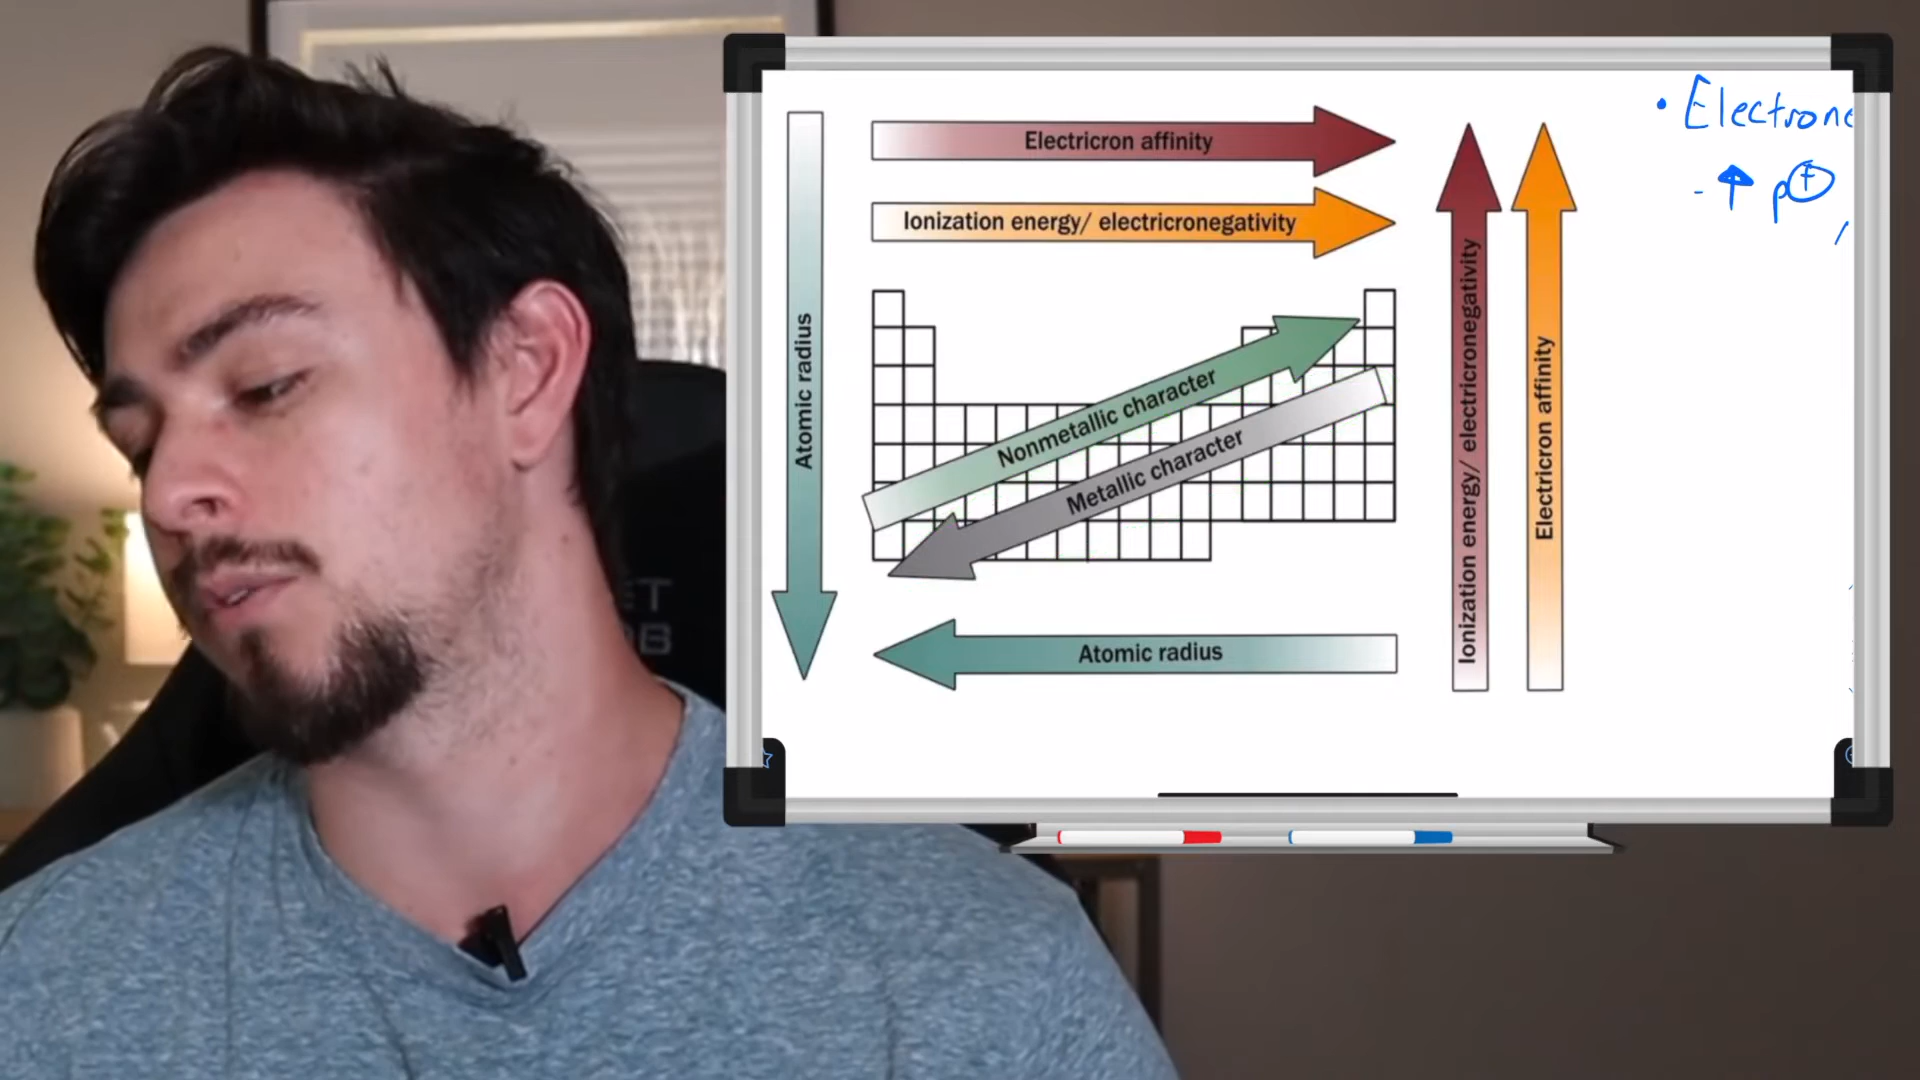 Electricron affinity
Ionization energy/ electricronegativity
Atomic radius
Nonmetallic character
Metallic character
Atomic radius
Ionization energy/ electricronegativity
Electricron affinity
• Electrone
- ↑ p+